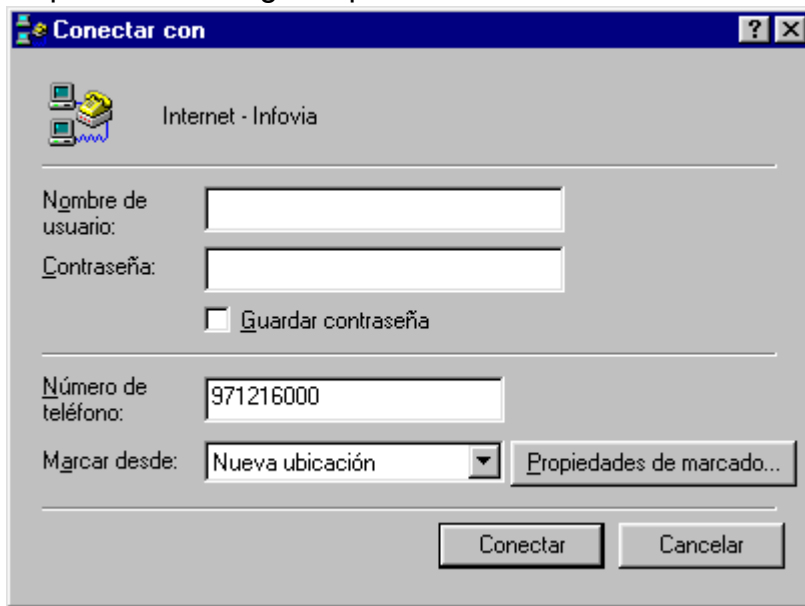 Conectar con
Internet - Infovia
Nombre de
usuario:
Contraseña:
Guardar contraseña
Número de
teléfono:
971216000
Marcar desde:
Nueva ubicación
Propiedades de marcado...
Conectar
Cancelar